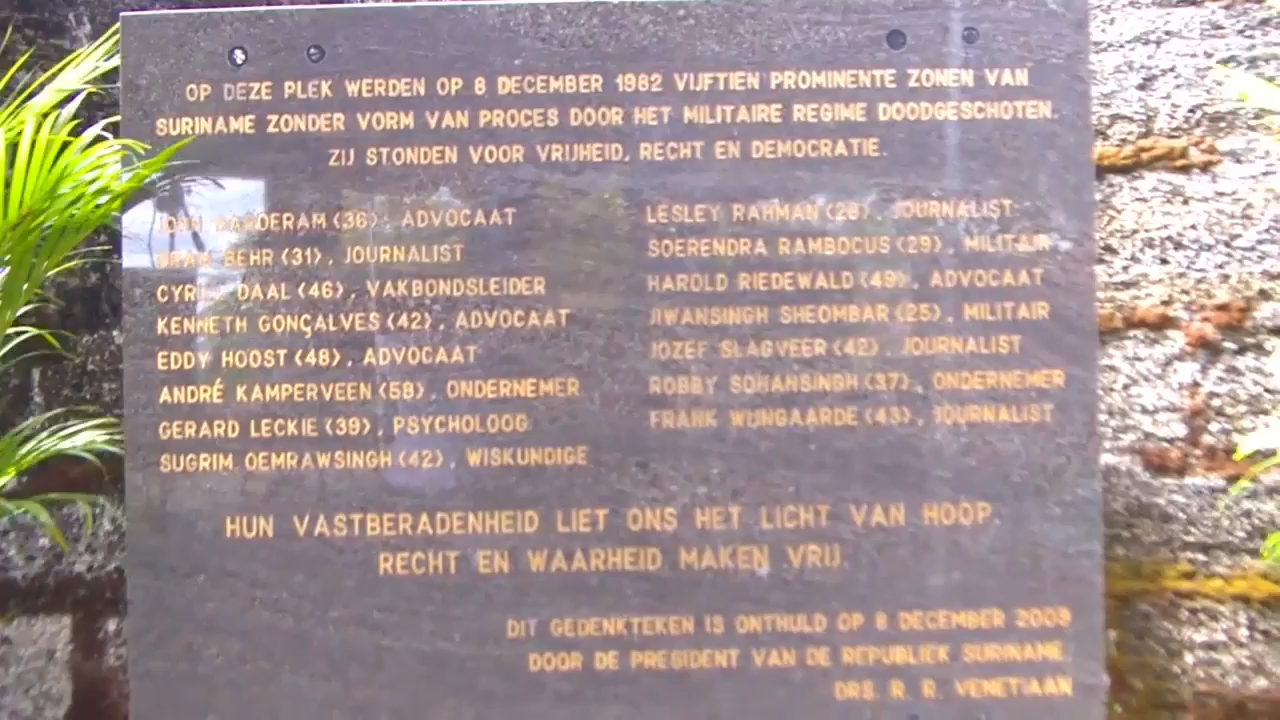 OP DEZE PLEK WERDEN OP 8 DECEMBER 1982 VIJFTIEN PROMINENTE ZONEN VAN
SURINAME ZONDER VORM VAN PROCES DOOR HET MILITAIRE REGIME DOODGESCHOTEN.
ZIJ STONDEN VOOR VRIJHEID, RECHT EN DEMOCRATIE.
JOHN BABOERAM (36), ADVOCAAT
BRAM BEHR (31), JOURNALIST
CYRILL DAAL (46), VAKBONDSLEIDER
KENNETH GONÇALVES (42), ADVOCAAT
EDDY HOOST (48), ADVOCAAT
ANDRÉ KAMPERVEEN (58), ONDERNEMER
GERARD LECKIE (39), PSYCHOLOOG
SUGRIM OEMRAWSINGH (42), WISKUNDIGE
LESLEY RAHMAN (28), JOURNALIST
SOERENDRA RAMBOCUS (29), MILITAIR
HAROLD RIEDEWALD (49), ADVOCAAT
JIWANSINGH SHEOMBAR (25), MILITAIR
JOZEF SLAGVEER (42), JOURNALIST
ROBBY SOHANSINGH (37), ONDERNEMER
FRANK WIJNGAARDE (43), JOURNALIST
HUN VASTBERADENHEID LIET ONS HET LICHT VAN HOOP.
RECHT EN WAARHEID MAKEN VRIJ.
DIT GEDENKTEKEN IS ONTHULD OP 8 DECEMBER 2009
DOOR DE PRESIDENT VAN DE REPUBLIEK SURINAME,
DRS. R. R. VENETIAAN